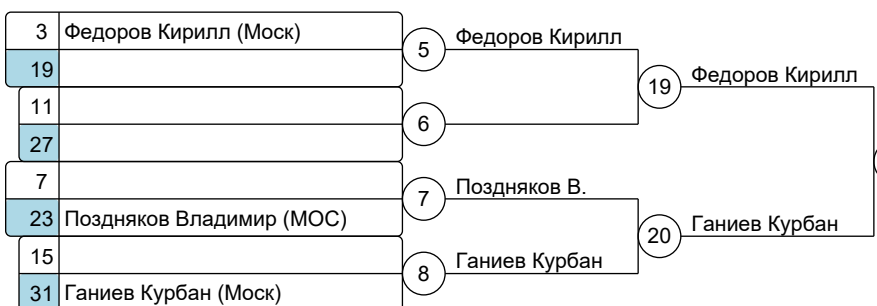 3 Федоров Кирилл (Моск)
5 Федоров Кирилл
19
19 Федоров Кирилл
11
6
27
7
7 Поздняков В.
23 Поздняков Владимир (МОС)
20 Ганиев Курбан
15
8 Ганиев Курбан
31 Ганиев Курбан (Моск)